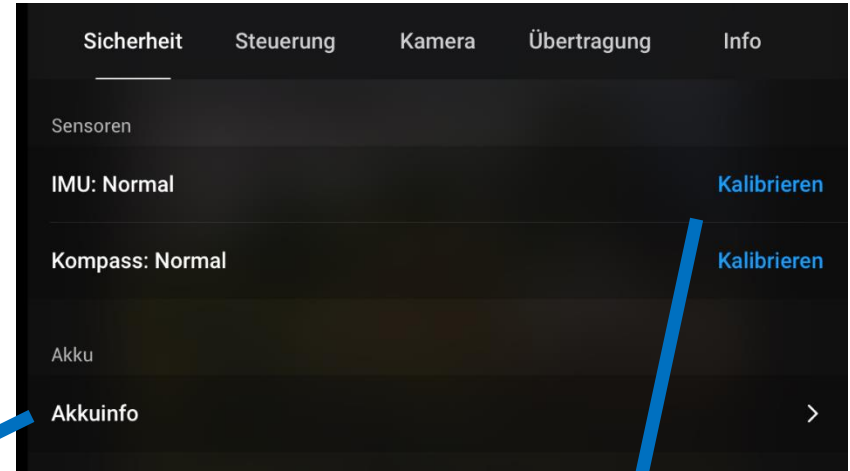 Sicherheit Steuerung Kamera Übertragung Info
Sensoren
IMU: Normal Kalibrieren
Kompass: Normal Kalibrieren
Akku
Akkuinfo